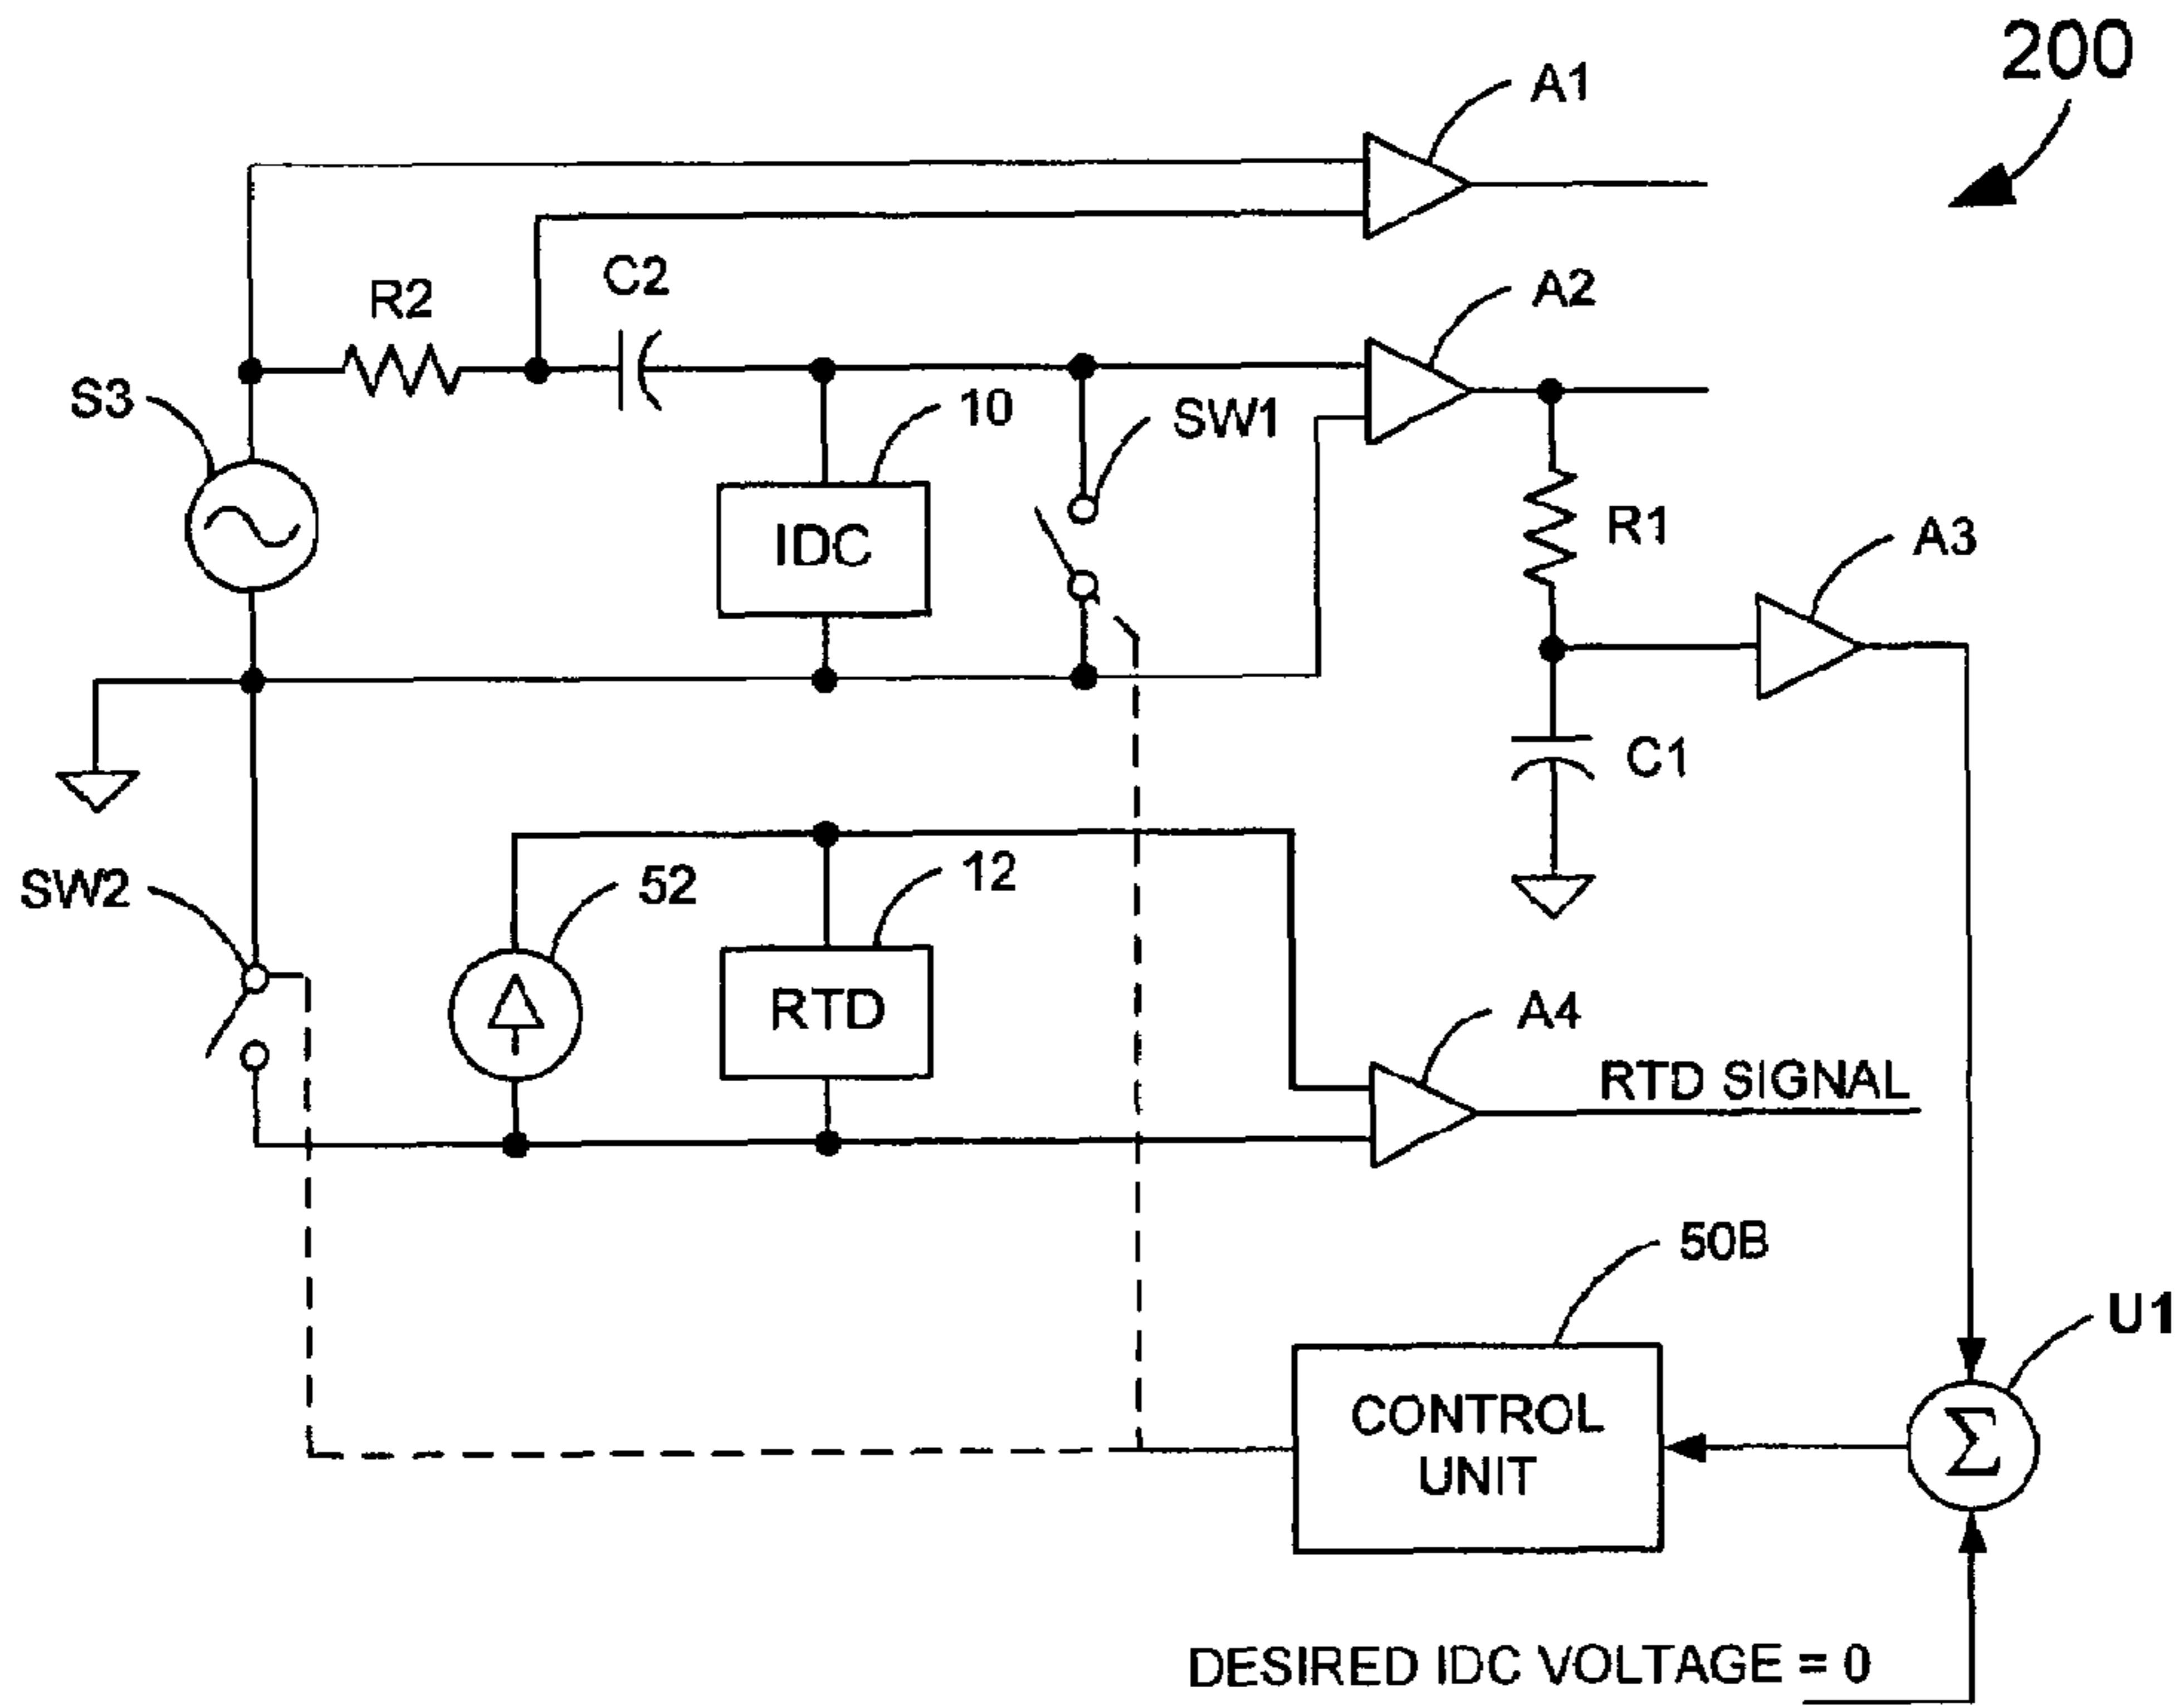 200
A1
C2
A2
R2
S3
10
SW1
IDC
R1
A3
C1
SW2
52
12
RTD
A4
RTD SIGNAL
50B
U1
CONTROL
UNIT
Σ
DESIRED IDC VOLTAGE = 0